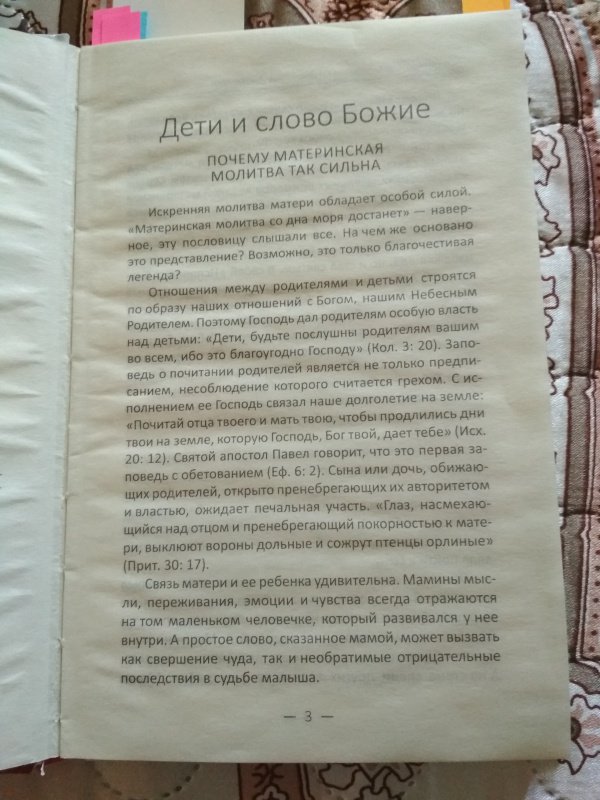 Дети и слово Божие
ПОЧЕМУ МАТЕРИНСКАЯ
МОЛИТВА ТАК СИЛЬНА
Искренняя молитва матери обладает особой силой.
«Материнская молитва со дна моря достанет» — навер-
ное, эту пословицу слышали все. На чем же основано
это представление? Возможно, это только благочестивая
легенда?
Отношения между родителями и детьми строятся
по образу наших отношений с Богом, нашим Небесным
Родителем. Поэтому Господь дал родителям особую власть
над детьми: «Дети, будьте послушны родителям вашим
во всем, ибо это благоугодно Господу» (Кол. 3: 20). Запо-
ведь о почитании родителей является не только предпи-
санием, несоблюдение которого считается грехом. С ис-
полнением ее Господь связал наше долголетие на земле:
«Почитай отца твоего и мать твою, чтобы продлились дни
твои на земле, которую Господь, Бог твой, дает тебе» (Исх.
20: 12). Святой апостол Павел говорит, что это первая за-
поведь с обетованием (Еф. 6: 2). Сына или дочь, обижаю-
щих родителей, открыто пренебрегающих их авторитетом
и властью, ожидает печальная участь. «Глаз, насмехаю-
щийся над отцом и пренебрегающий покорностью к мате-
ри, выклюют вороны дольные и сожрут птенцы орлиные»
(Прит. 30: 17).
Связь матери и ее ребенка удивительна. Мамины мыс-
ли, переживания, эмоции и чувства всегда отражаются
на том маленьком человечке, который развивался у нее
внутри. А простое слово, сказанное мамой, может вызвать
как свершение чуда, так и необратимые отрицательные
последствия в судьбе малыша.
— 3 —